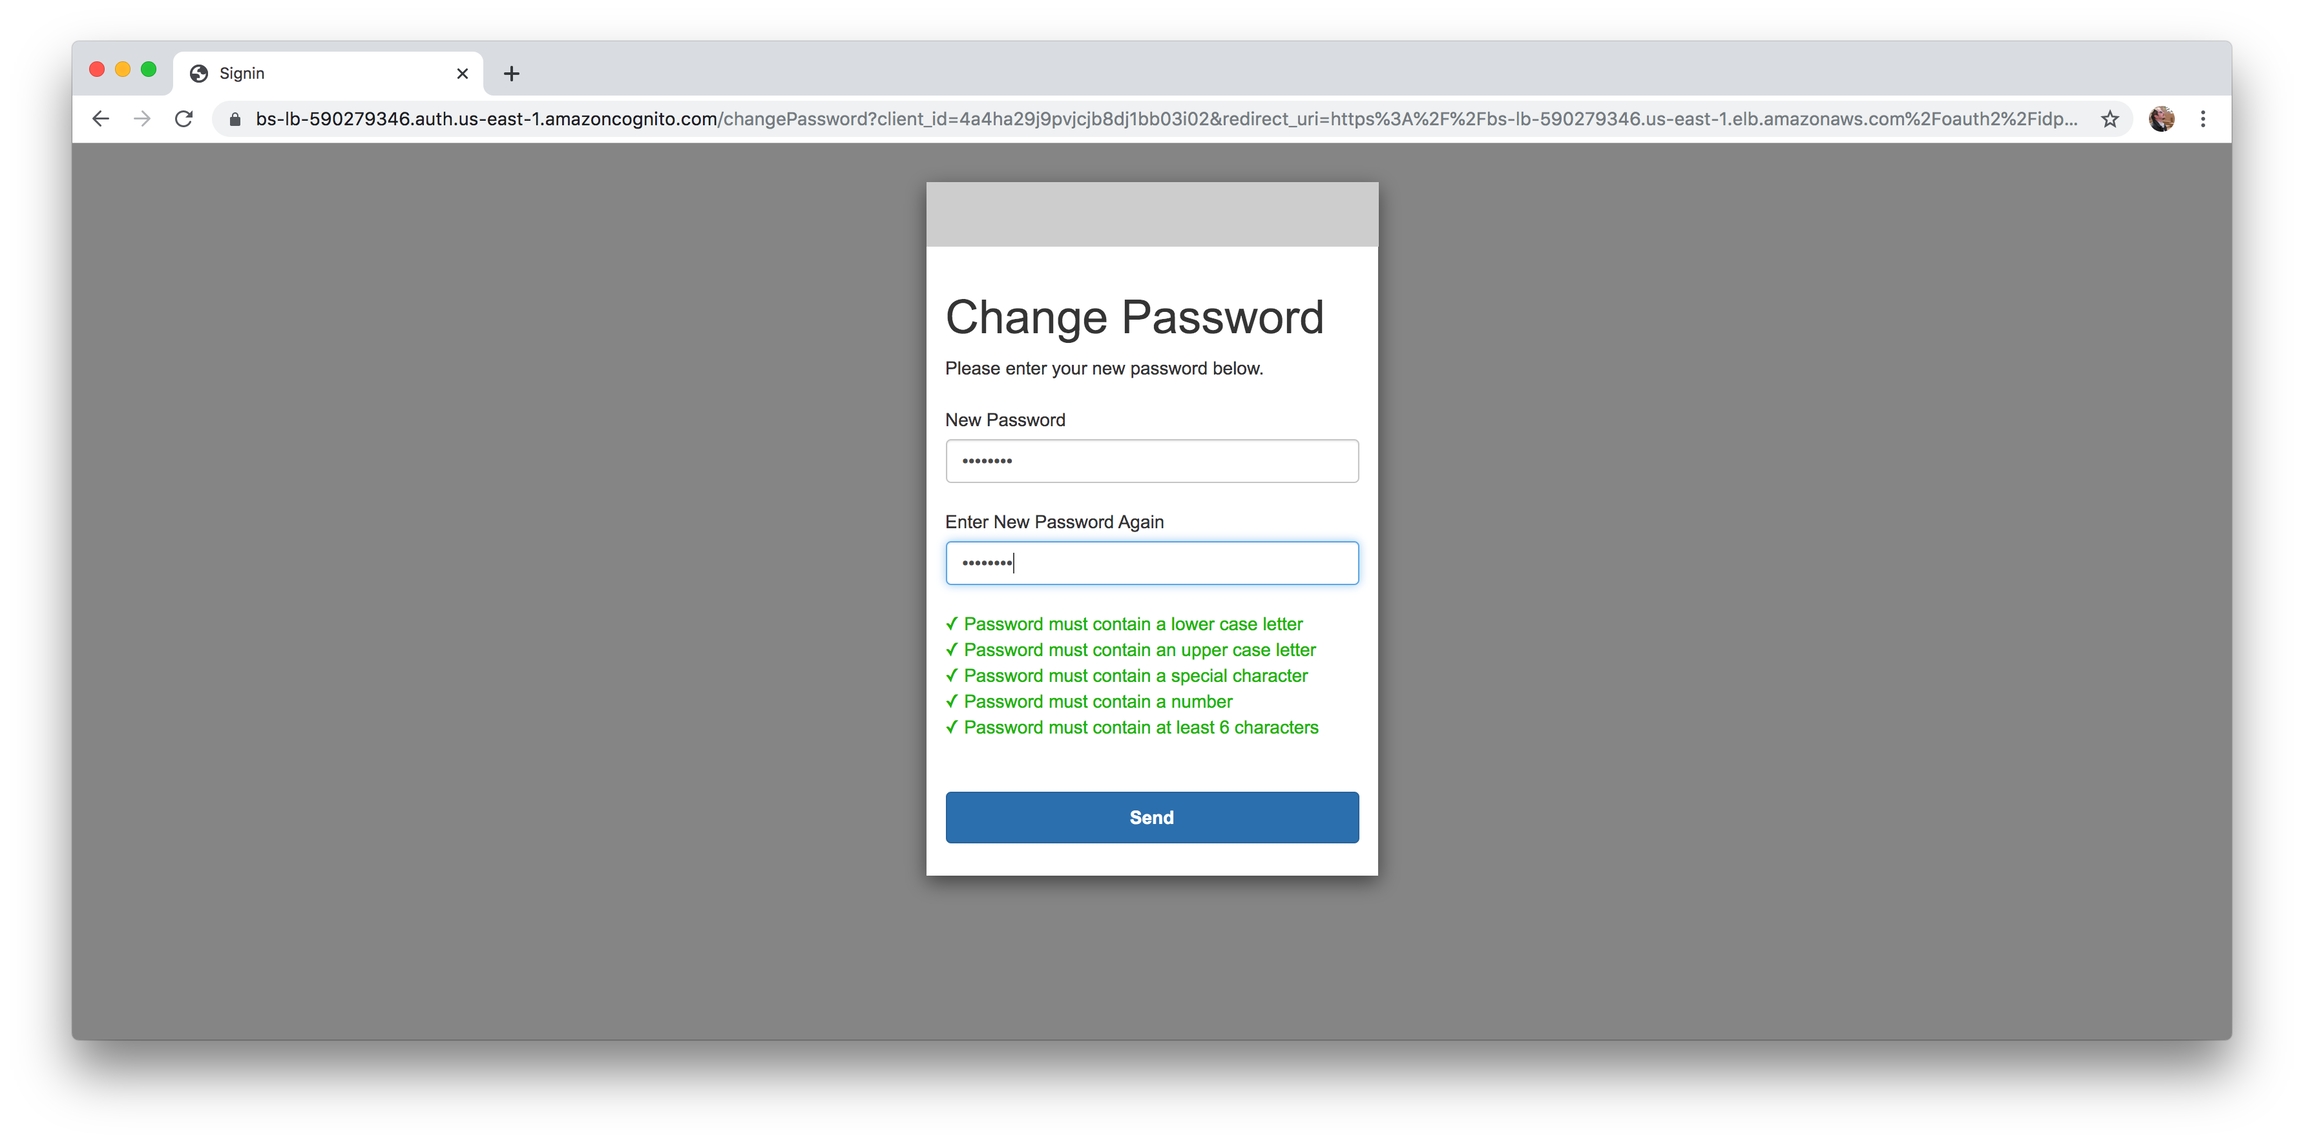 Signin
bs-lb-590279346.auth.us-east-1.amazoncognito.com/changePassword?client_id=4a4ha29j9pvjcjb8dj1bb03i02&redirect_uri=https%3A%2F%2Fbs-lb-590279346.us-east-1.elb.amazonaws.com%2Foauth2%2Fidp...
Change Password
Please enter your new password below.
New Password
••••••••
Enter New Password Again
••••••••
✓ Password must contain a lower case letter
✓ Password must contain an upper case letter
✓ Password must contain a special character
✓ Password must contain a number
✓ Password must contain at least 6 characters
Send